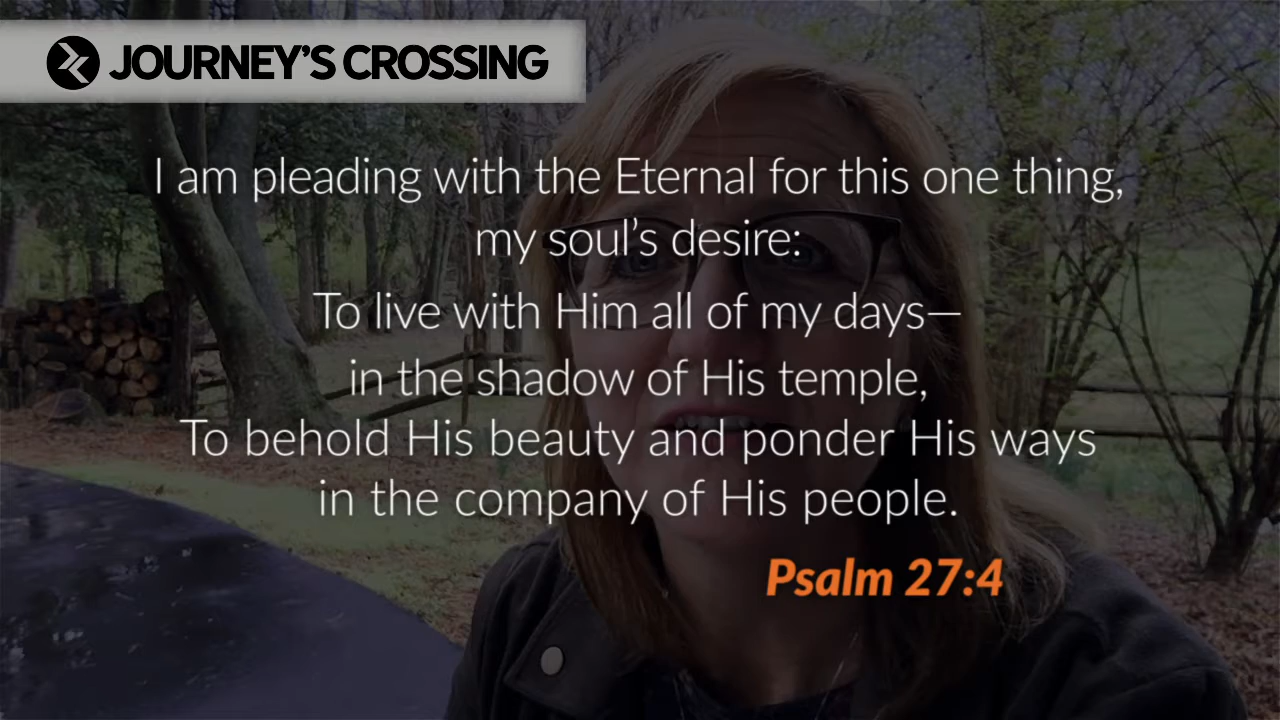 JOURNEY'S CROSSING
I am pleading with the Eternal for this one thing,
my soul’s desire:
To live with Him all of my days—
in the shadow of His temple,
To behold His beauty and ponder His ways
in the company of His people.
Psalm 27:4